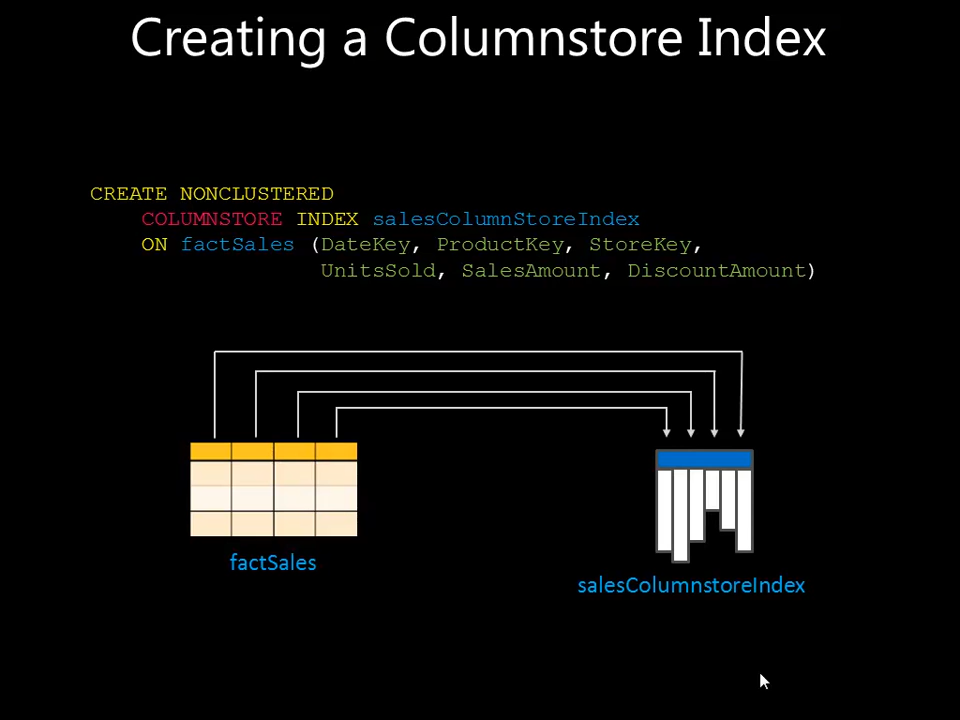 Creating a Columnstore Index
CREATE NONCLUSTERED
COLUMNSTORE INDEX salesColumnStoreIndex
ON factSales (DateKey, ProductKey, StoreKey,
UnitsSold, SalesAmount, DiscountAmount)
factSales
salesColumnstoreIndex